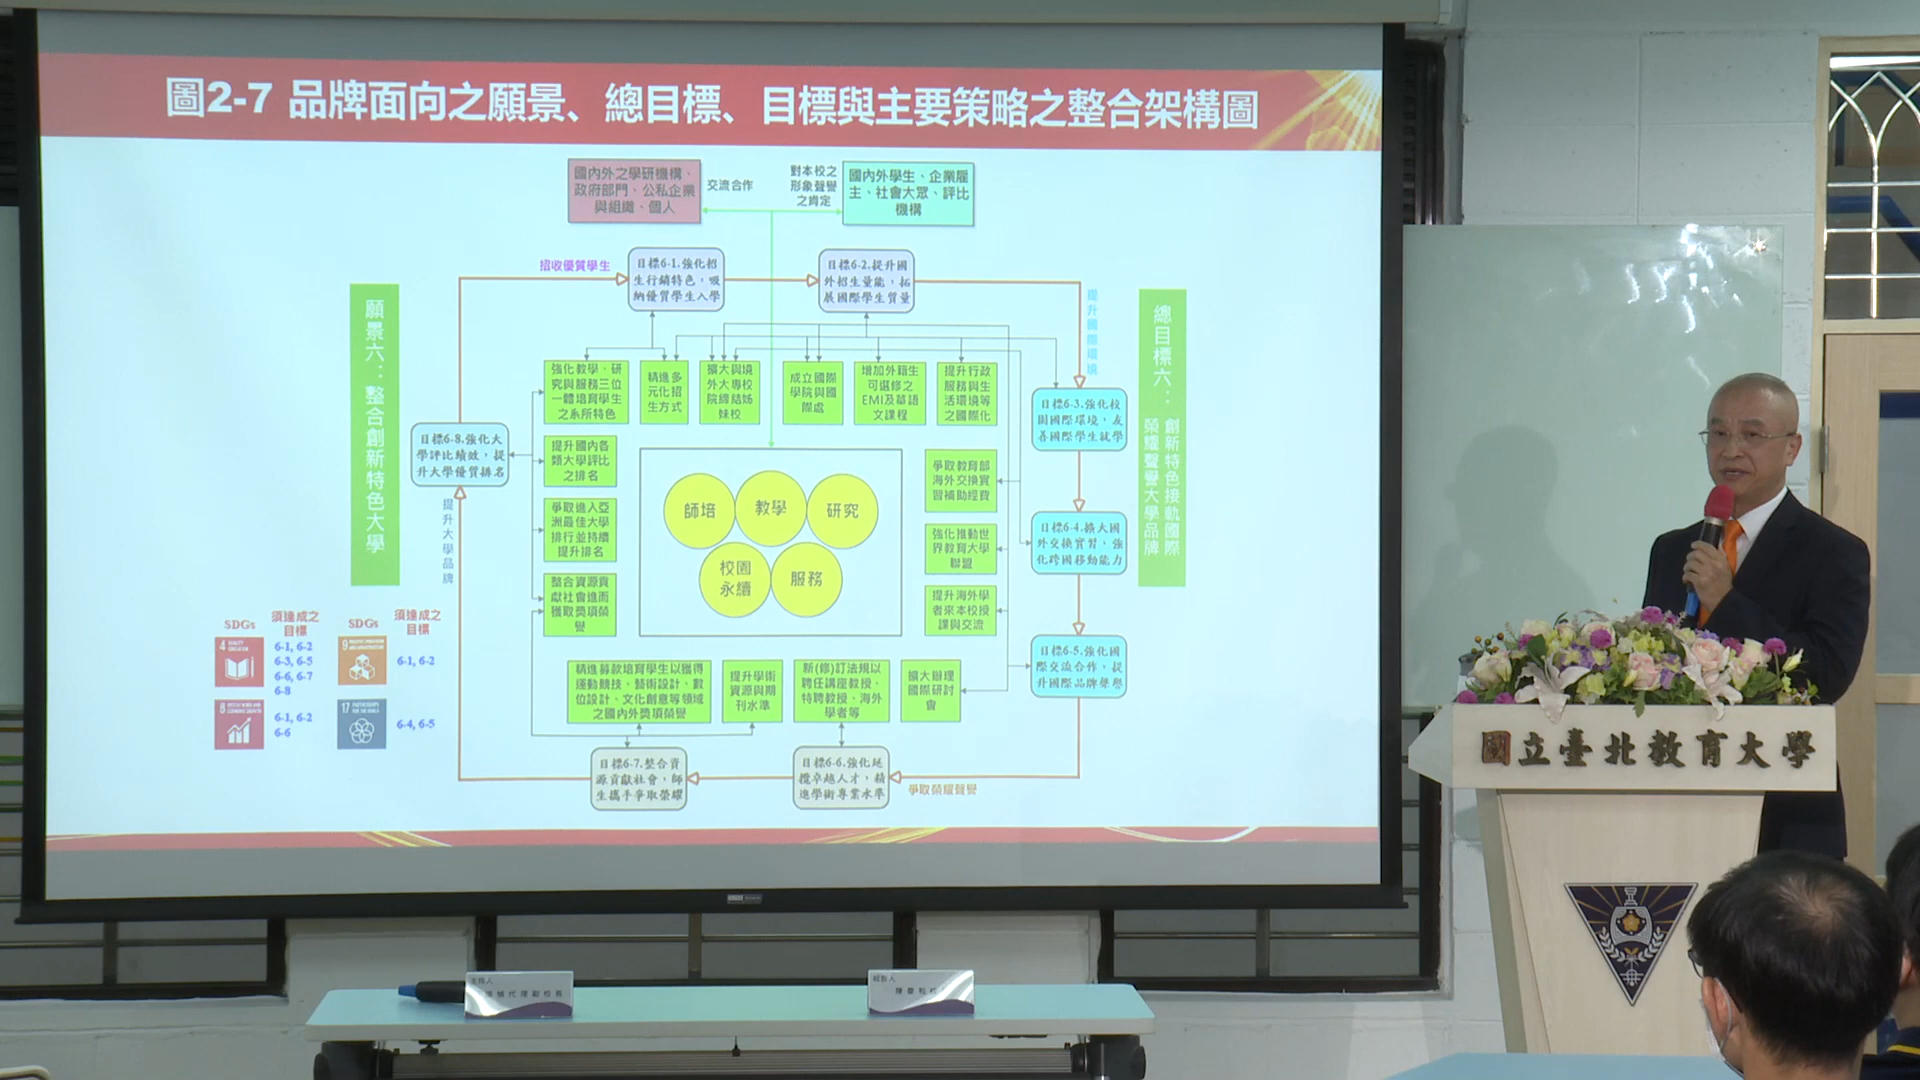 圖2-7 品牌面向之願景、總目標、目標與主要策略之整合架構圖
國內外之學研機構、
政府部門、公私企業
與組織、個人
交流合作
對本校之
形象聲譽
之肯定
國內外學生、企業雇
主、社會大眾、評比
機構
招收優質學生
目標6-1.強化招
生行銷特色，吸
納優質學生入學
目標6-2.提升國
外招生量能，拓
展國際學生質量
提升國際環境
願景六：整合創新特色大學
總目標六：
創新特色接軌國際
榮耀聲譽大學品牌
強化教學、研
究與服務三位
一體培育學生
之系所特色
精進多
元化招
生方式
擴大與境
外大專校
院締結姊
妹校
成立國際
學院與國
際處
增加外籍生
可選修之
EMI及華語
文課程
提升行政
服務與生
活環境等
之國際化
目標6-3.強化校
園國際環境，友
善國際學生就學
目標6-8.強化大
學評比績效，提
升大學優質排名
提升國內各
類大學評比
之排名
爭取教育部
海外交換實
習補助經費
師培
教學
研究
校園
永續
服務
爭取進入亞
洲最佳大學
排行並持續
提升排名
提升大學品牌
強化推動世
界教育大學
聯盟
目標6-4.擴大國
外交換實習，強
化跨國移動能力
整合資源貢
獻社會進而
獲取獎項榮
譽
提升海外學
者來本校授
課與交流
目標6-5.強化國
際交流合作，提
升國際品牌聲譽
SDGs
須達成之
目標
SDGs
須達成之
目標
4
6-1, 6-2
6-3, 6-5
6-6, 6-7
6-8
9
6-1, 6-2
8
6-1, 6-2
6-6
17
6-4, 6-5
精進募款培育學生以獲得
運動競技、藝術設計、數
位設計、文化創意等領域
之國內外獎項榮譽
提升學術
資源與期
刊水準
新(修)訂法規以
聘任講座教授、
特聘教授、海外
學者等
擴大辦理
國際研討
會
目標6-7.整合資
源貢獻社會，師
生攜手爭取榮耀
目標6-6.強化延
攬卓越人才，精
進學術專業水準
爭取榮耀聲譽
國立臺北教育大學